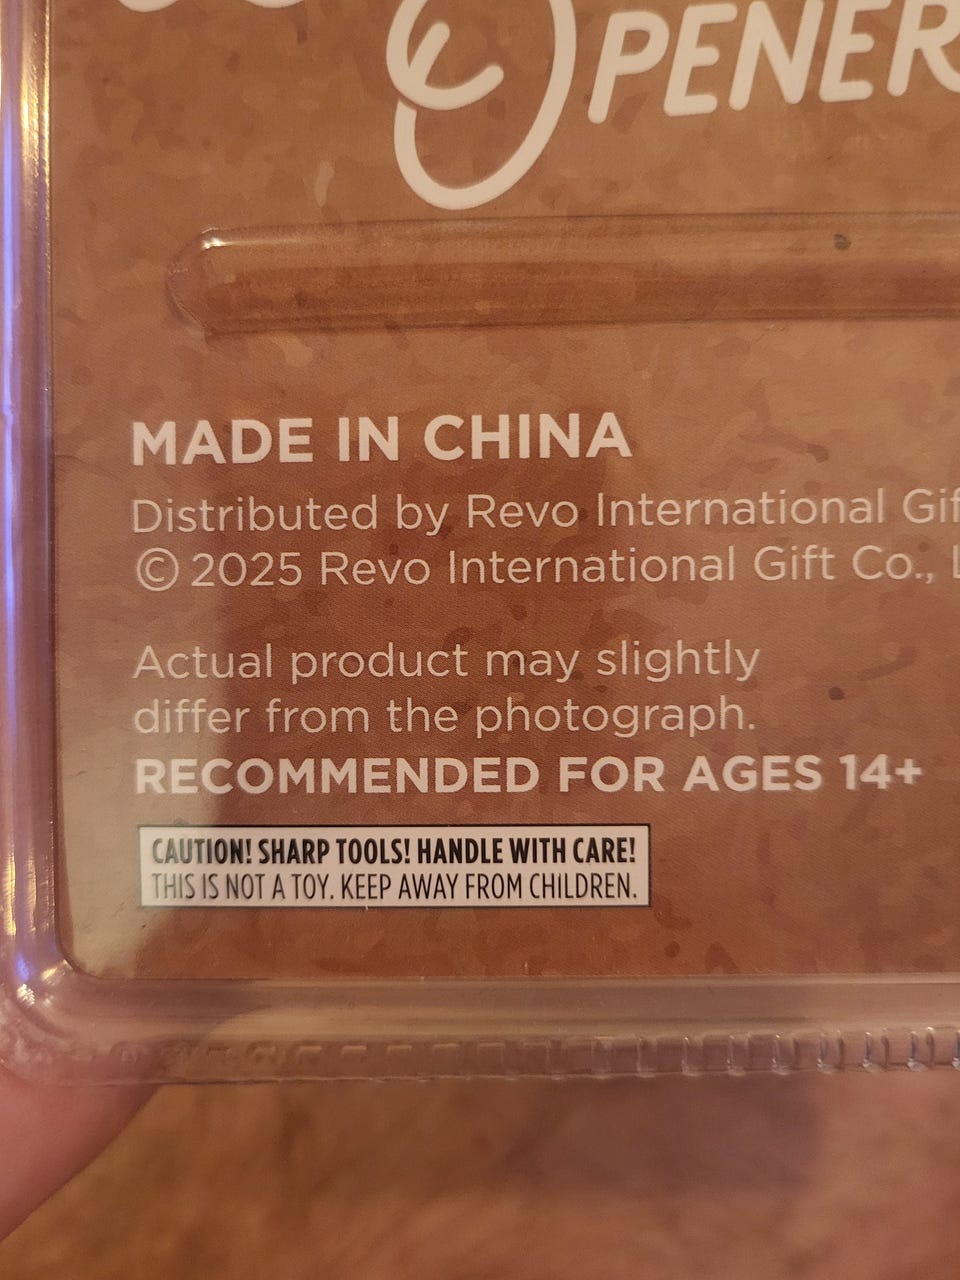 OPENER
MADE IN CHINA
Distributed by Revo International
© 2025 Revo International Gift Co.,
Actual product may slightly
differ from the photograph.
RECOMMENDED FOR AGES 14+
CAUTION! SHARP TOOLS! HANDLE WITH CARE!
THIS IS NOT A TOY. KEEP AWAY FROM CHILDREN.